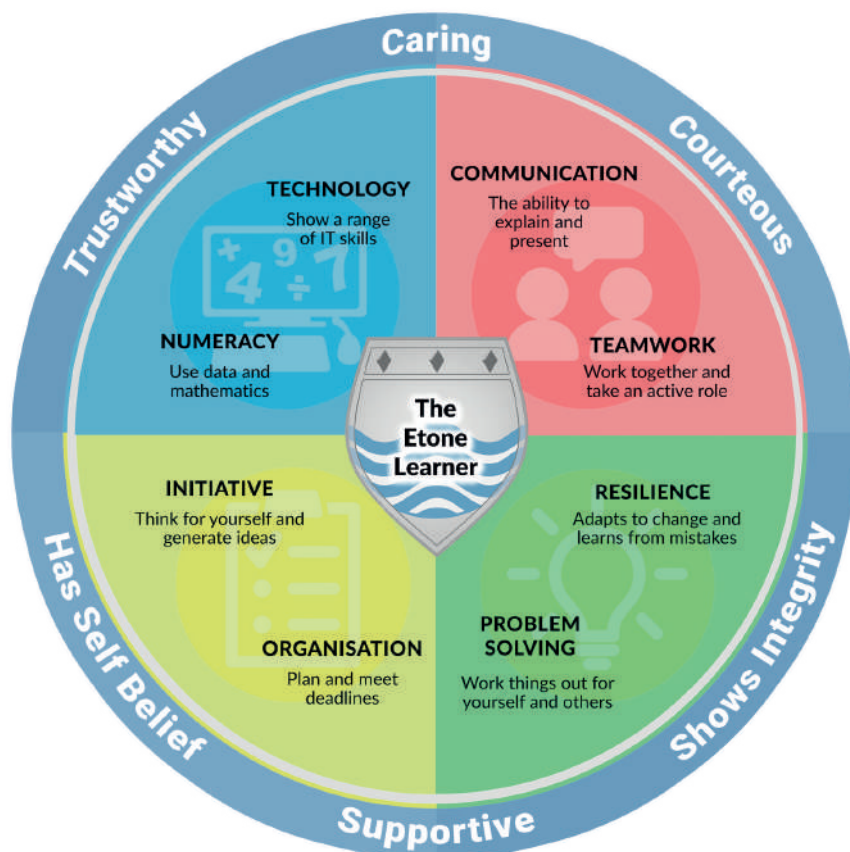 Caring
Trustworthy
Courteous
TECHNOLOGY
Show a range
of IT skills
COMMUNICATION
The ability to
explain and
present
+ 4 9 ÷ 7
NUMERACY
Use data and
mathematics
TEAMWORK
Work together and
take an active role
The
Etone
Learner
INITIATIVE
Think for yourself and
generate ideas
RESILIENCE
Adapts to change and
learns from mistakes
ORGANISATION
Plan and meet
deadlines
PROBLEM
SOLVING
Work things out for
yourself and others
Has Self Belief
Supportive
Shows Integrity